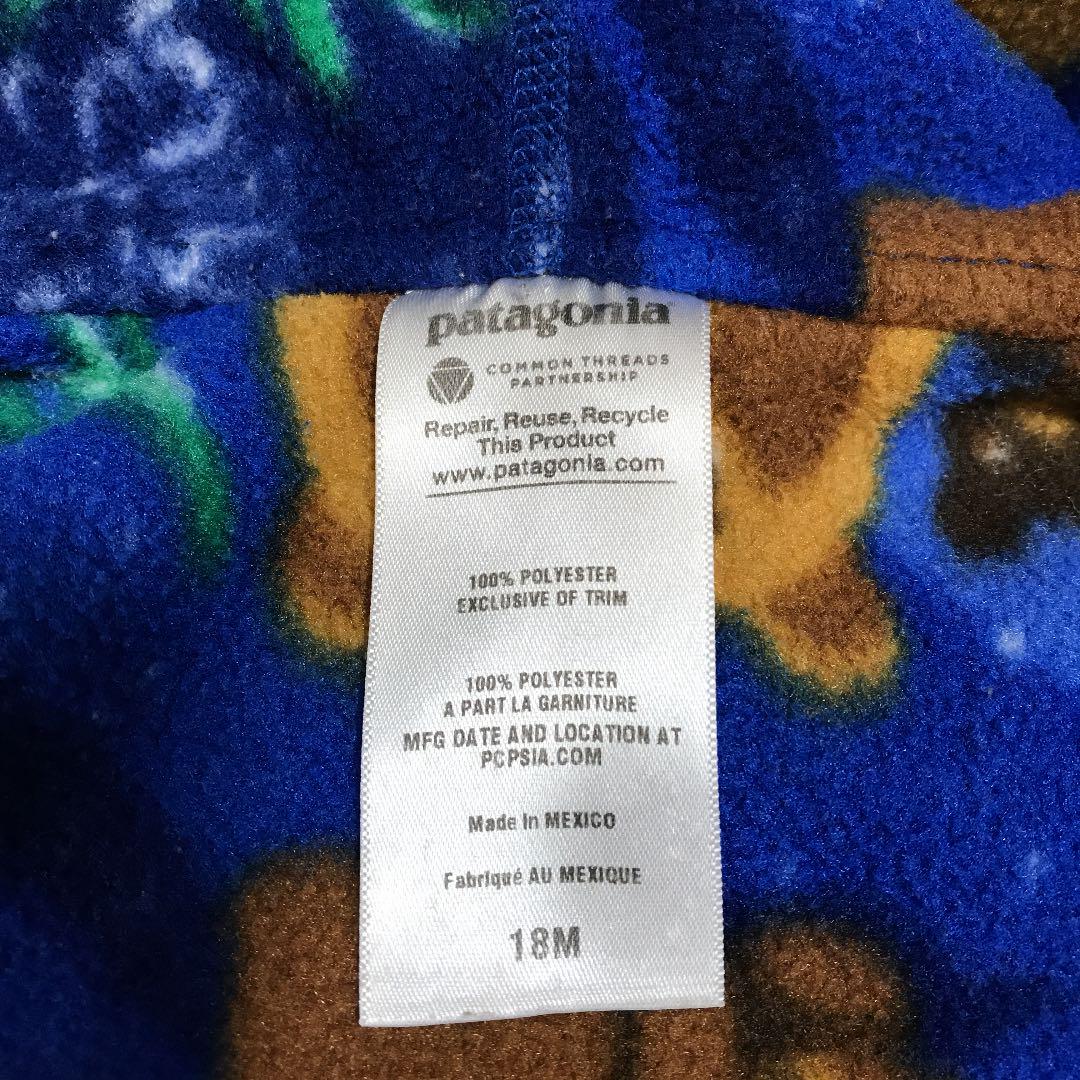 patagonia
COMMON THREADS
PARTNERSHIP
Repair, Reuse, Recycle
This Product
www.patagonia.com
100% POLYESTER
EXCLUSIVE OF TRIM
100% POLYESTER
A PART LA GARNITURE
MFG DATE AND LOCATION AT
PCPSIA.COM
Made in MEXICO
Fabriqué AU MEXIQUE
18M